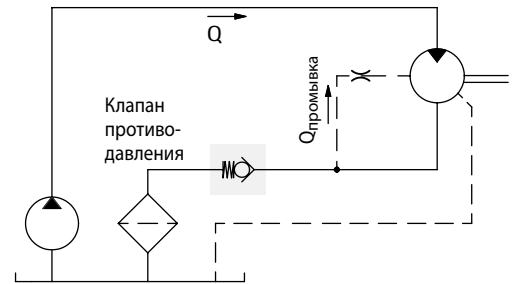 Q
Клапан
противо-
давления
Qпромывка